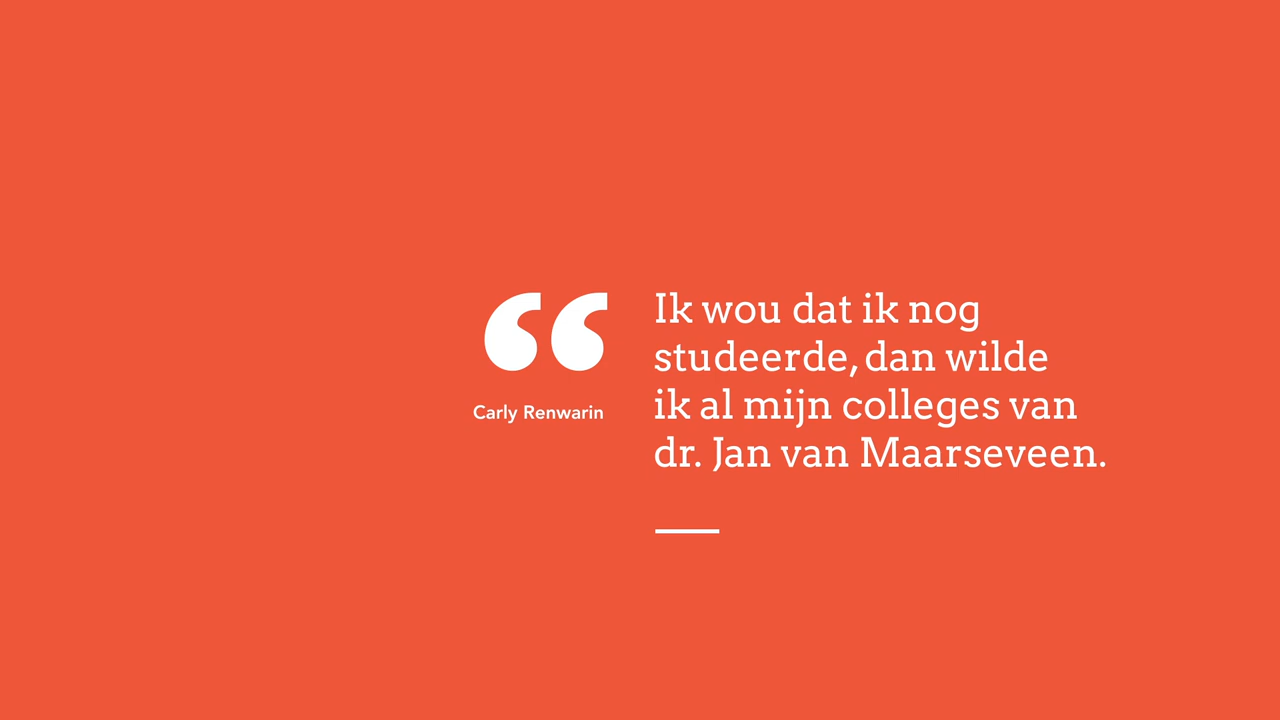 “
Carly Renwarin
Ik wou dat ik nog
studeerde, dan wilde
ik al mijn colleges van
dr. Jan van Maarseveen.